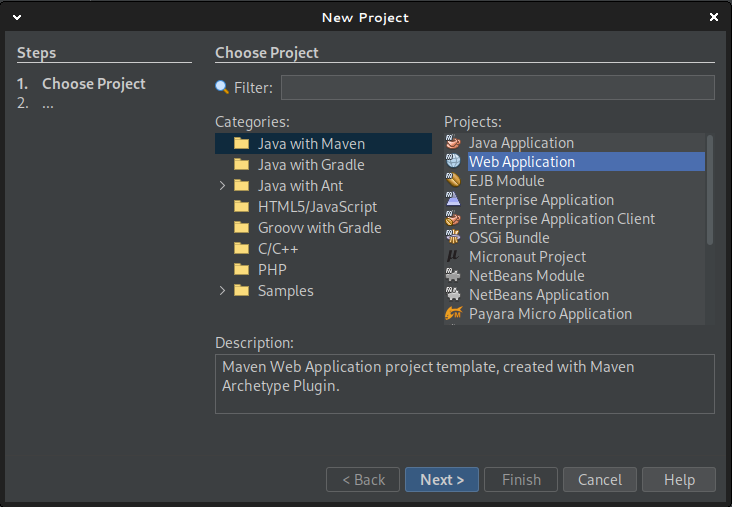 New Project
Steps
1. Choose Project
2. ...
Choose Project
Filter:
Categories:
Java with Maven
Java with Gradle
Java with Ant
HTML5/JavaScript
Groovv with Gradle
C/C++
PHP
Samples
Projects:
Java Application
Web Application
EJB Module
Enterprise Application
Enterprise Application Client
OSGi Bundle
Micronaut Project
NetBeans Module
NetBeans Application
Payara Micro Application
Description:
Maven Web Application project template, created with Maven
Archetype Plugin.
< Back
Next >
Finish
Cancel
Help